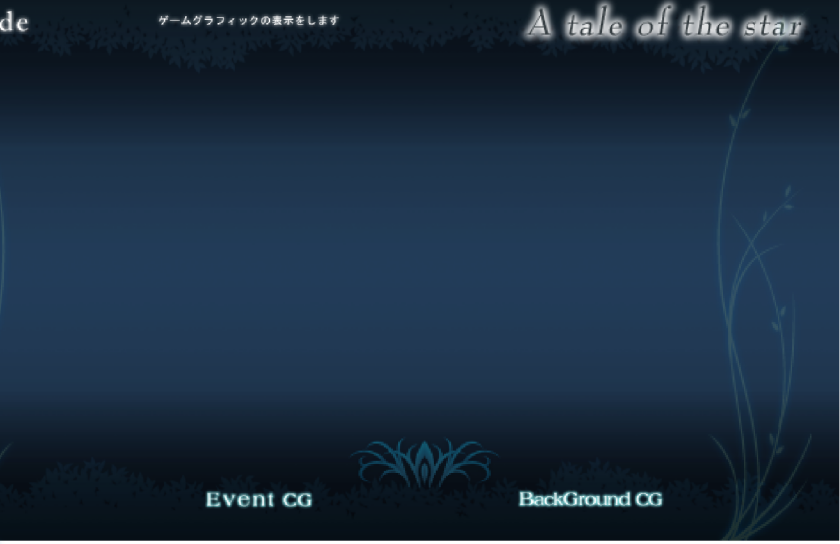 de
ゲームグラフィックの表示をします
A tale of the star
Event CG
BackGround CG